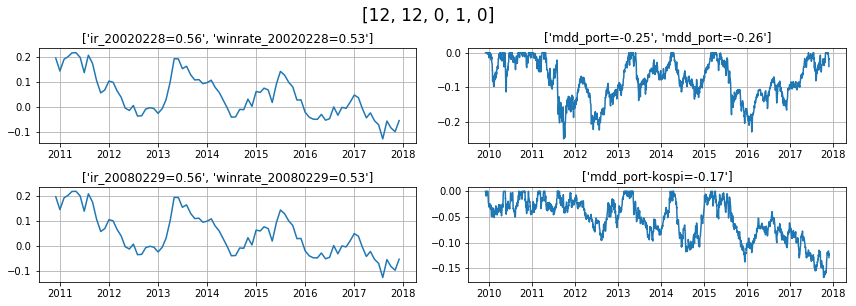 [12, 12, 0, 1, 0]
['ir_20020228=0.56', 'winrate_20020228=0.53']
0.2
0.1
0.0
−0.1
2011 2012 2013 2014 2015 2016 2017 2018
['mdd_port=-0.25', 'mdd_port=-0.26']
0.0
−0.1
−0.2
2010 2011 2012 2013 2014 2015 2016 2017 2018
['ir_20080229=0.56', 'winrate_20080229=0.53']
0.2
0.1
0.0
−0.1
2011 2012 2013 2014 2015 2016 2017 2018
['mdd_port-kospi=-0.17']
0.00
−0.05
−0.10
−0.15
2010 2011 2012 2013 2014 2015 2016 2017 2018